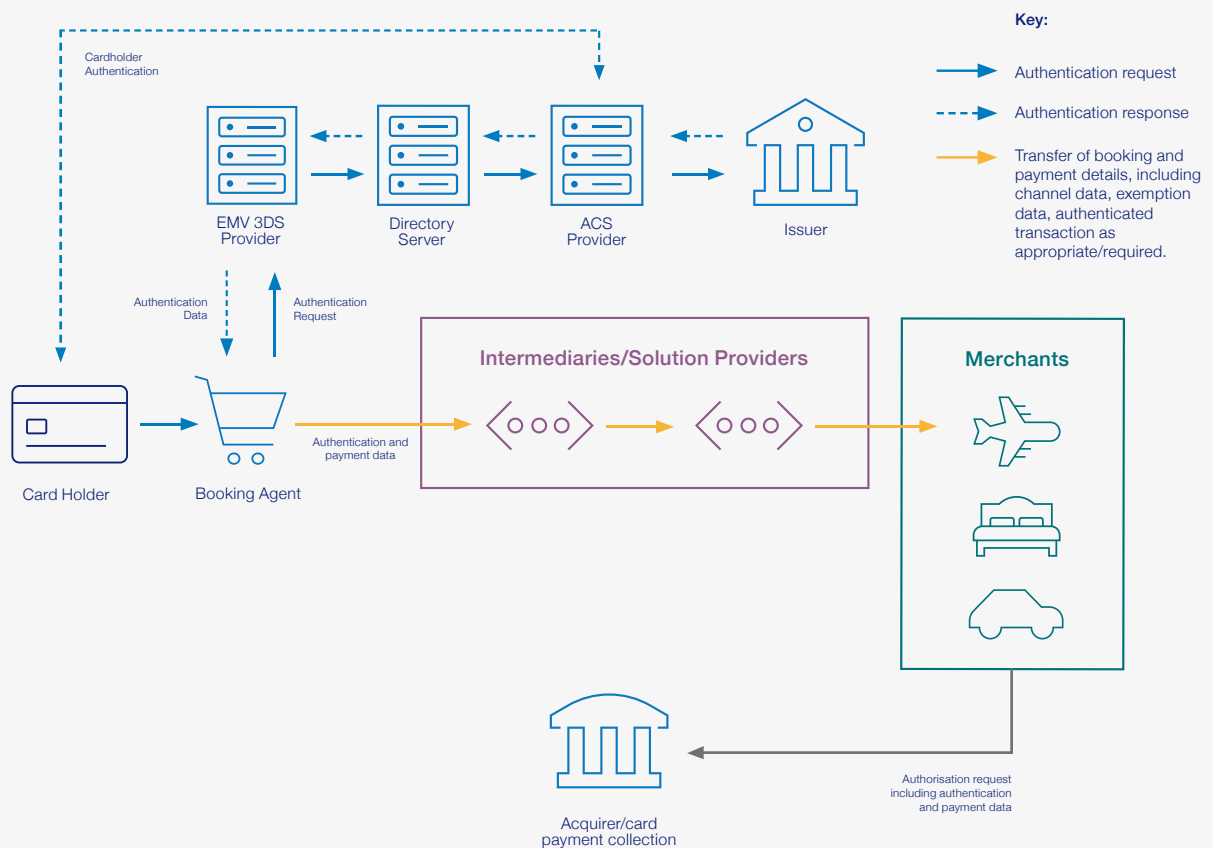 Key:
Authentication request
Authentication response
Transfer of booking and
payment details, including
channel data, exemption
data, authenticated
transaction as
appropriate/required.
Cardholder
Authentication
EMV 3DS
Provider
Directory
Server
ACS
Provider
Issuer
Authentication
Data
Authentication
Request
Intermediaries/Solution Providers
Merchants
Authentication and
payment data
Card Holder
Booking Agent
Authorisation request
including authentication
and payment data
Acquirer/card
payment collection